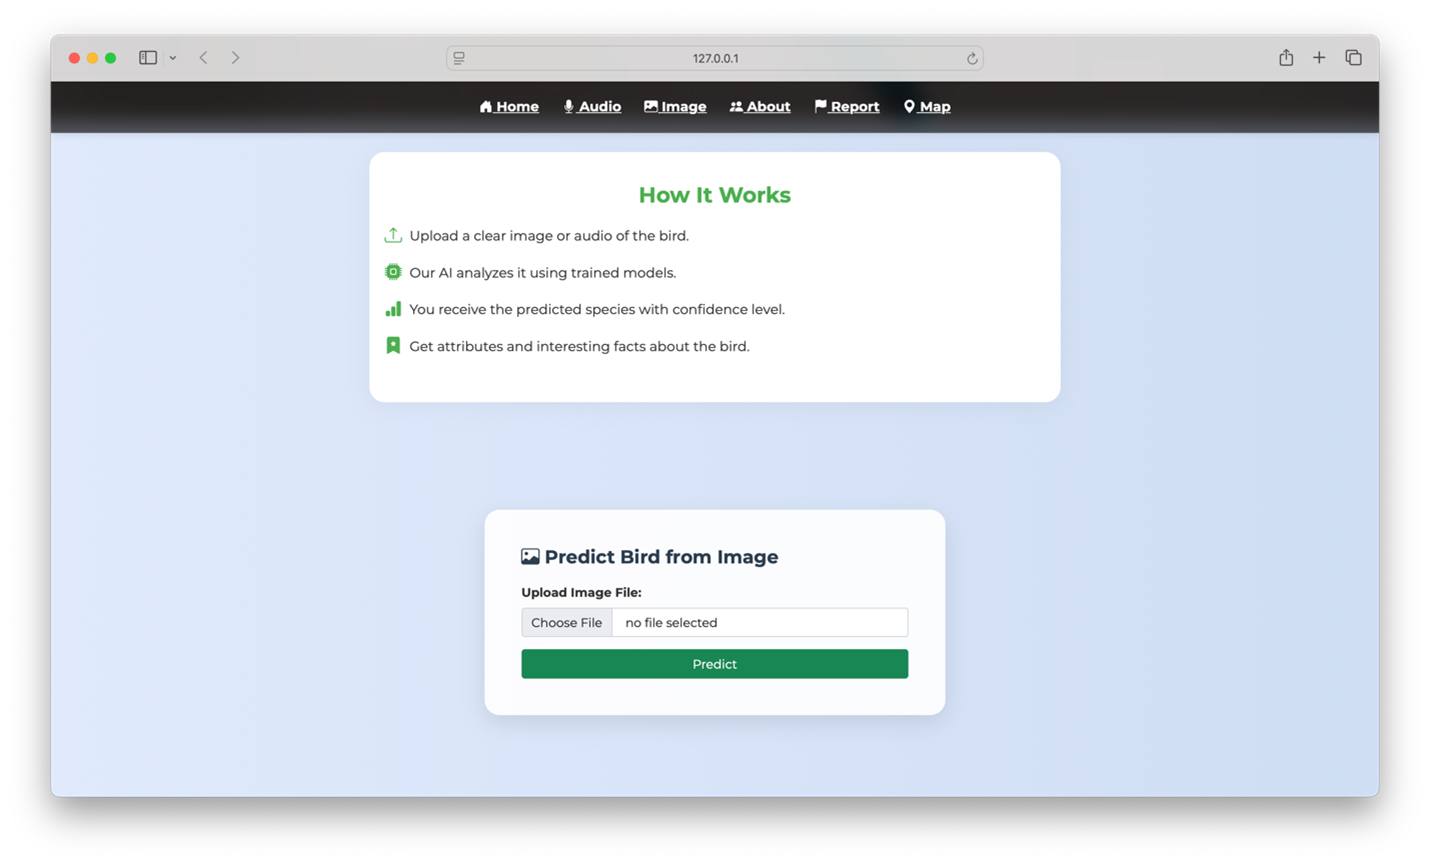 127.0.0.1
Home Audio Image About Report Map
How It Works
Upload a clear image or audio of the bird.
Our AI analyzes it using trained models.
You receive the predicted species with confidence level.
Get attributes and interesting facts about the bird.
Predict Bird from Image
Upload Image File:
Choose File no file selected
Predict